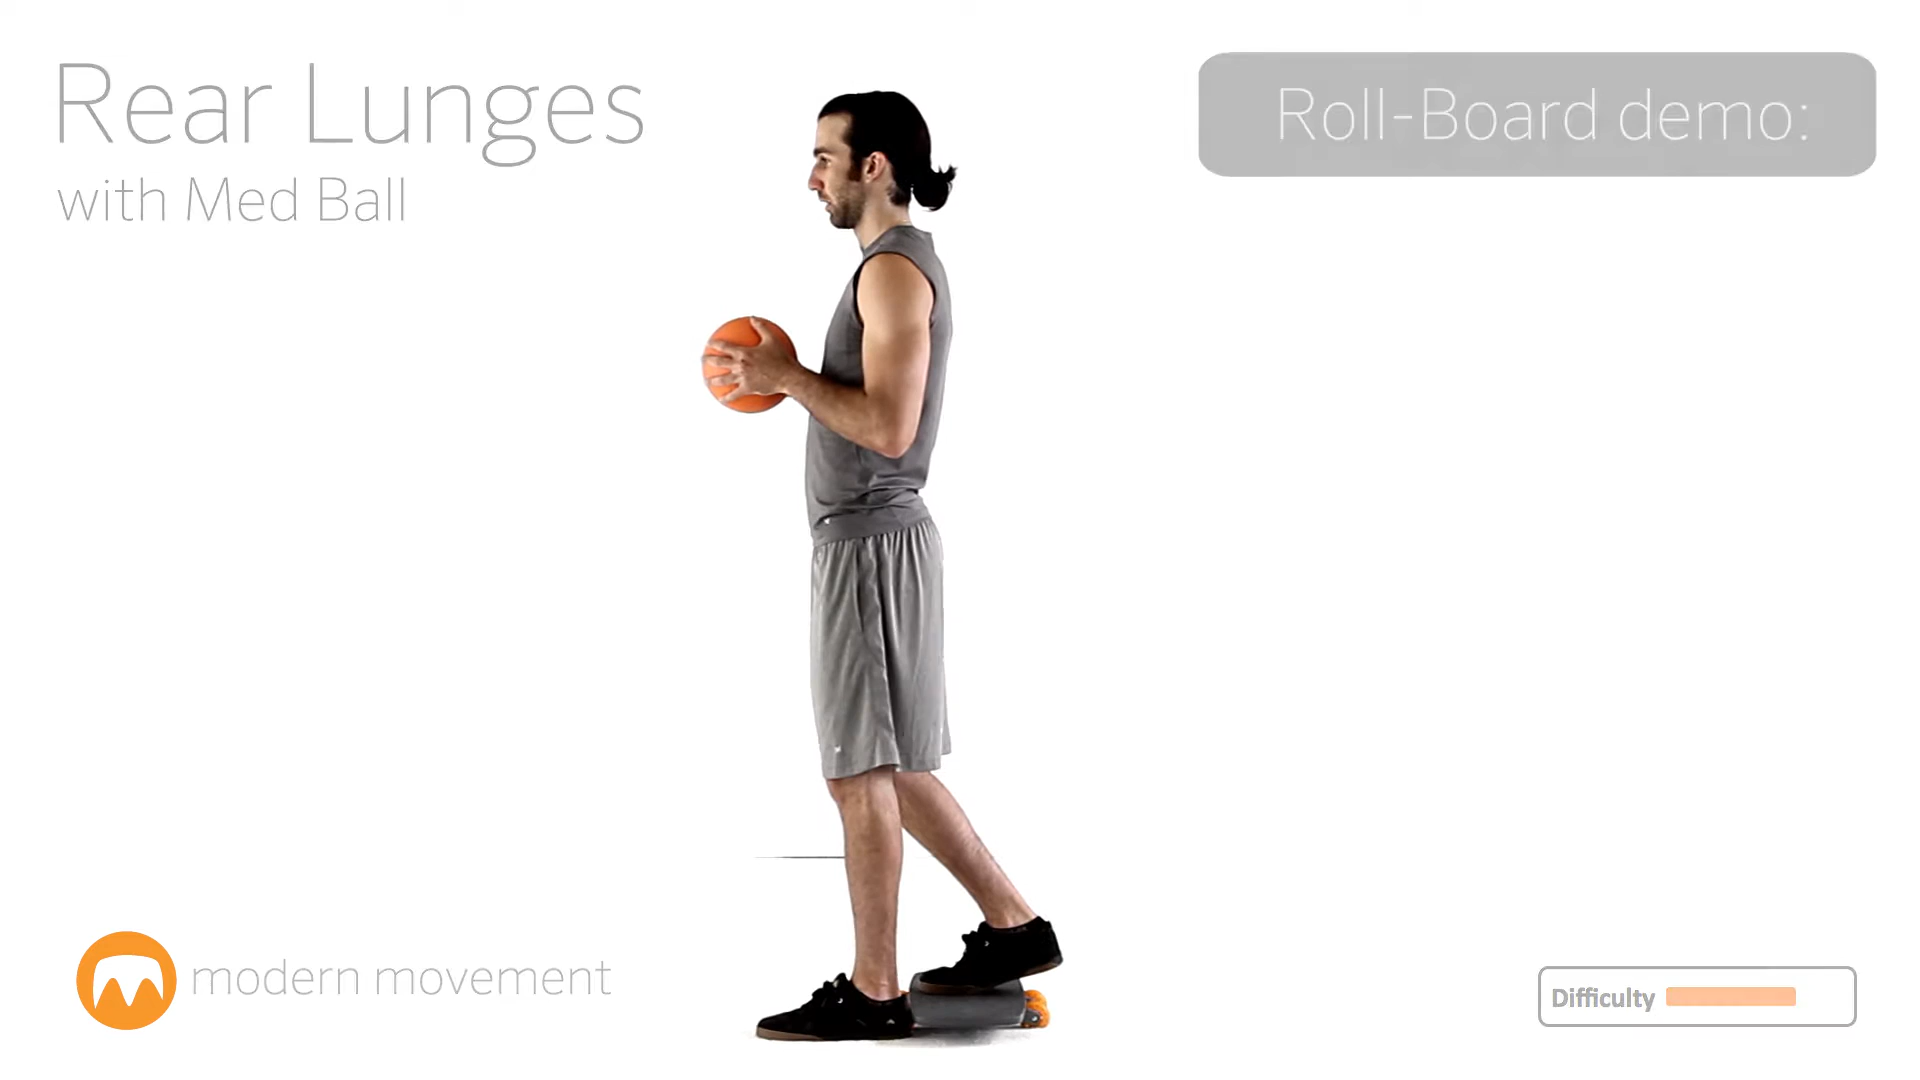 Rear Lunges
with Med Ball
Roll-Board demo:
modern movement
Difficulty